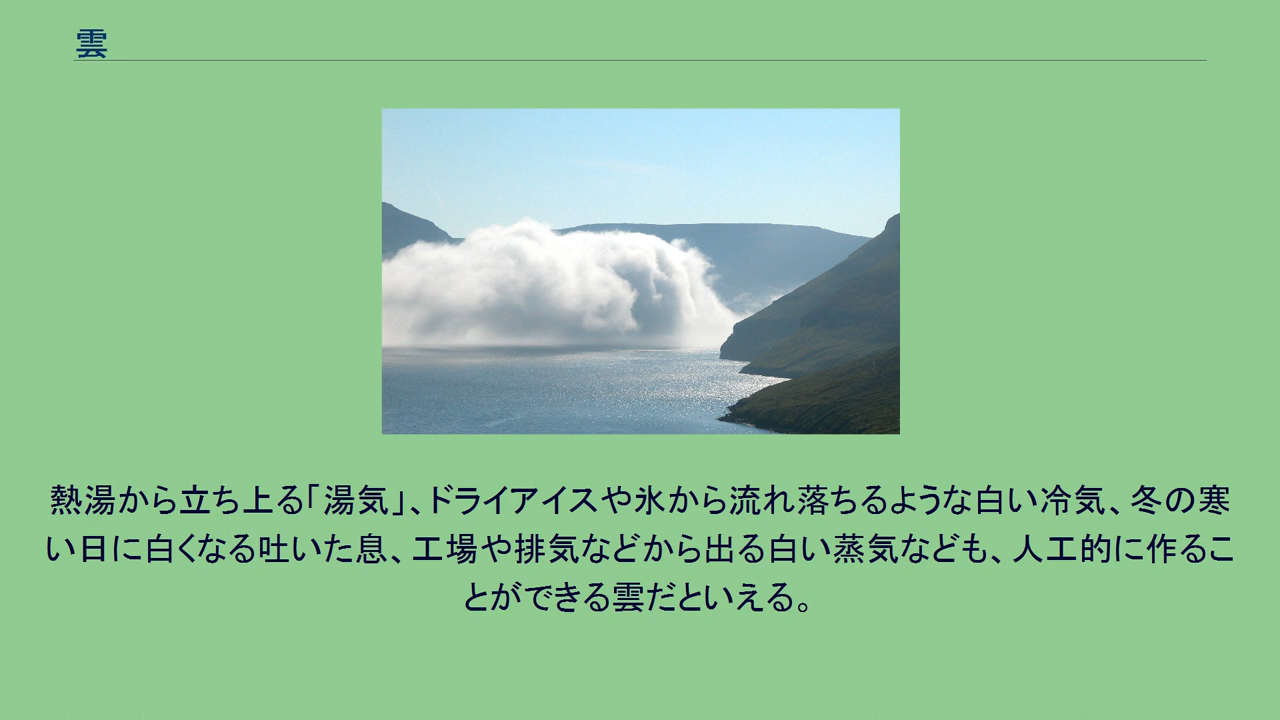 雲
熱湯から立ち上る「湯気」、ドライアイスや氷から流れ落ちるような白い冷気、冬の寒
い日に白くなる吐いた息、工場や排気などから出る白い蒸気なども、人工的に作るこ
とができる雲だといえる。